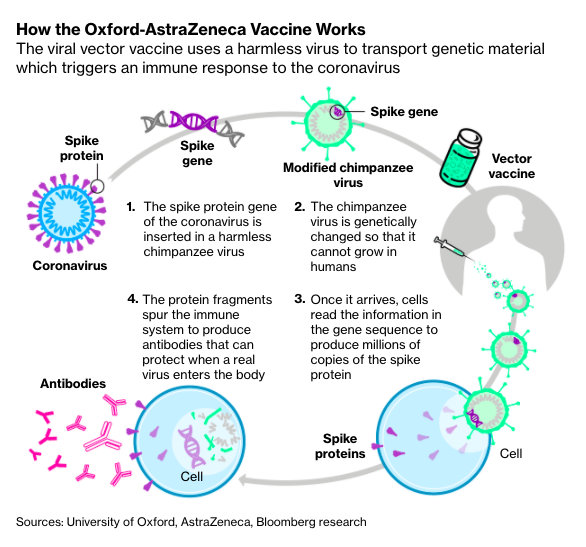 How the Oxford-AstraZeneca Vaccine Works
The viral vector vaccine uses a harmless virus to transport genetic material
which triggers an immune response to the coronavirus
Spike
protein
Spike
gene
Spike gene
Modified chimpanzee
virus
Vector
vaccine
Coronavirus
1. The spike protein gene
of the coronavirus is
inserted in a harmless
chimpanzee virus
2. The chimpanzee
virus is genetically
changed so that it
cannot grow in
humans
4. The protein fragments
spur the immune
system to produce
antibodies that can
protect when a real
virus enters the body
3. Once it arrives, cells
read the information in
the gene sequence to
produce millions of
copies of the spike
protein
Antibodies
Cell
Spike
proteins
Cell
Sources: University of Oxford, AstraZeneca, Bloomberg research